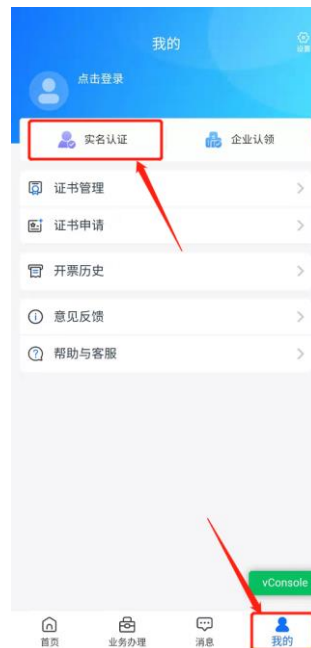 我的
设置
点击登录
实名认证
企业认领
证书管理
证书申请
开票历史
意见反馈
帮助与客服
vConsole
首页
业务办理
消息
我的